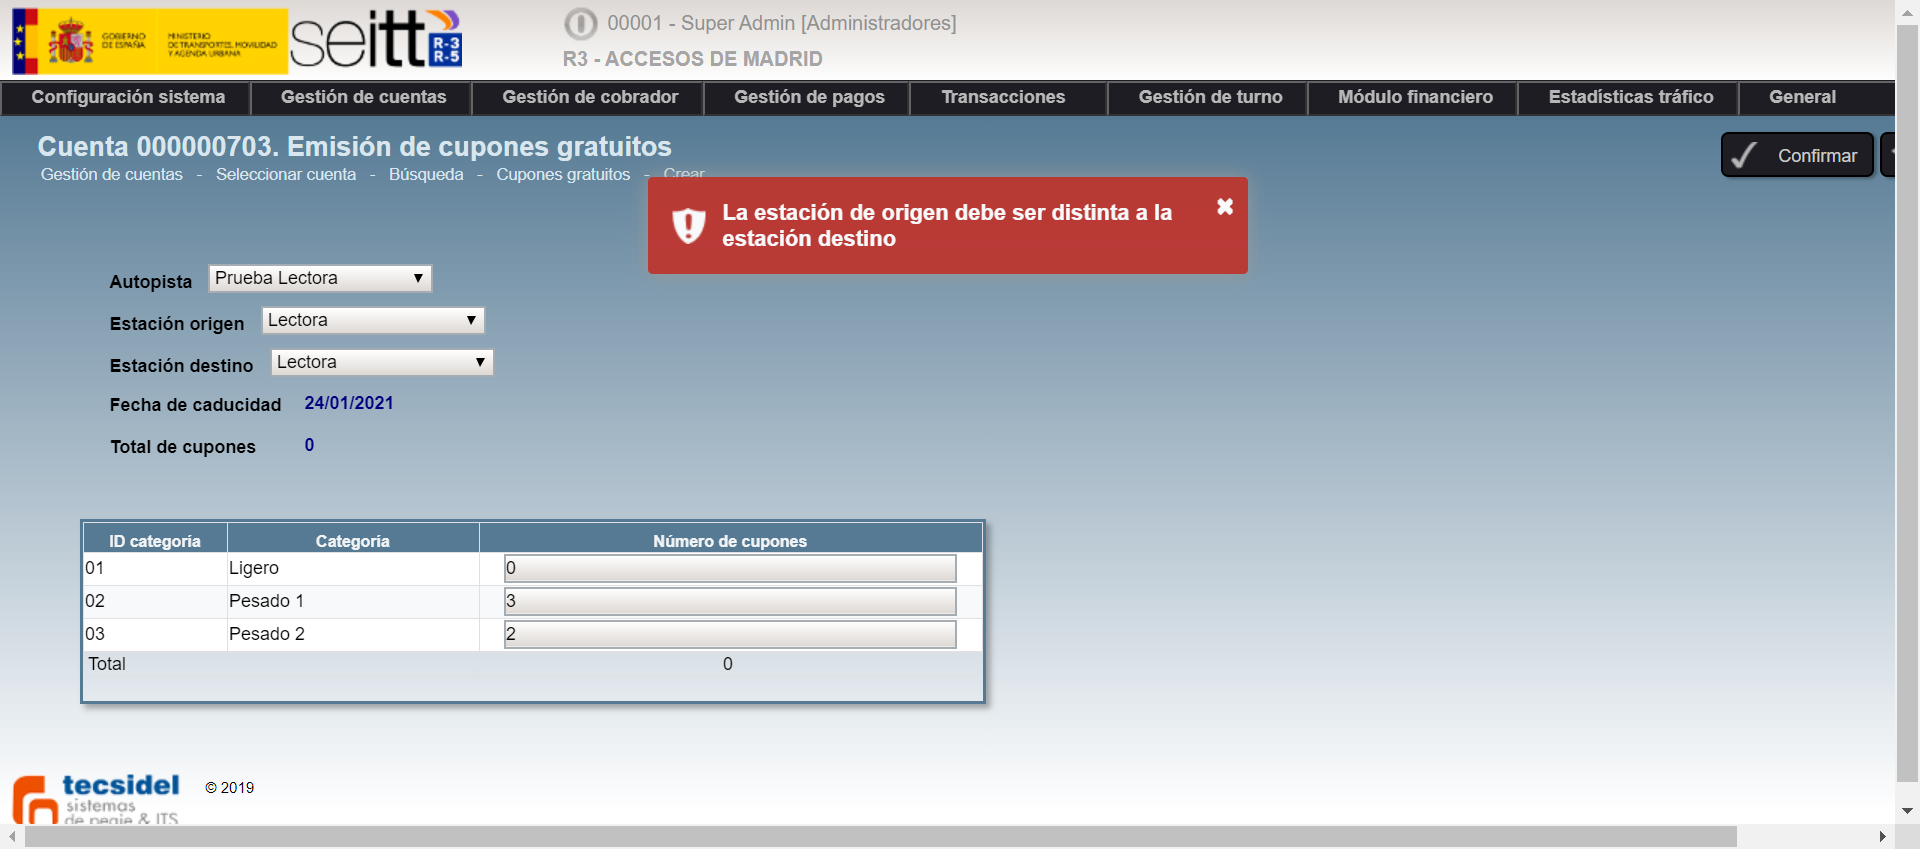 GOBIERNO
DE ESPAÑA
MINISTERIO
DE TRANSPORTES, MOVILIDAD
Y AGENDA URBANA
seitt
R-3
R-5
00001 - Super Admin [Administradores]
R3 - ACCESOS DE MADRID
Configuración sistema Gestión de cuentas Gestión de cobrador Gestión de pagos Transacciones Gestión de turno Módulo financiero Estadísticas tráfico General
Cuenta 000000703. Emisión de cupones gratuitos
Gestión de cuentas - Seleccionar cuenta - Búsqueda - Cupones gratuitos - Crear
Confirmar
La estación de origen debe ser distinta a la
estación destino
Autopista Prueba Lectora
Estación origen Lectora
Estación destino Lectora
Fecha de caducidad 24/01/2021
Total de cupones 0
ID categoría Categoría Número de cupones
01 Ligero 0
02 Pesado 1 3
03 Pesado 2 2
Total 0
tecsidel
sistemas
de peaje & ITS
© 2019